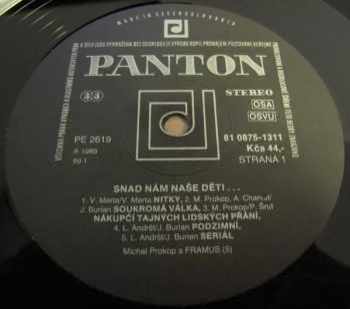 MADE IN CZECHOSLOVAKIA
PANTON
33
STEREO
OSA
OSVU
PE 2619
℗ 1989
81 0875-1311
Kčs 44,-
STRANA 1
SNAD NÁM NAŠE DĚTI...
1. V. Merta/V. Merta NITKY, 2. M. Prokop, A. Charvút/
J. Burian SOUKROMÁ VÁLKA, 3. M. Prokop/P. Šrut
NÁKUPČÍ TAJNÝCH LIDSKÝCH PŘÁNÍ,
4. L. Andršt/J. Burian PODZIMNÍ,
5. L. Andršt/J. Burian SERIÁL
Michal Prokop a FRAMUS (5)